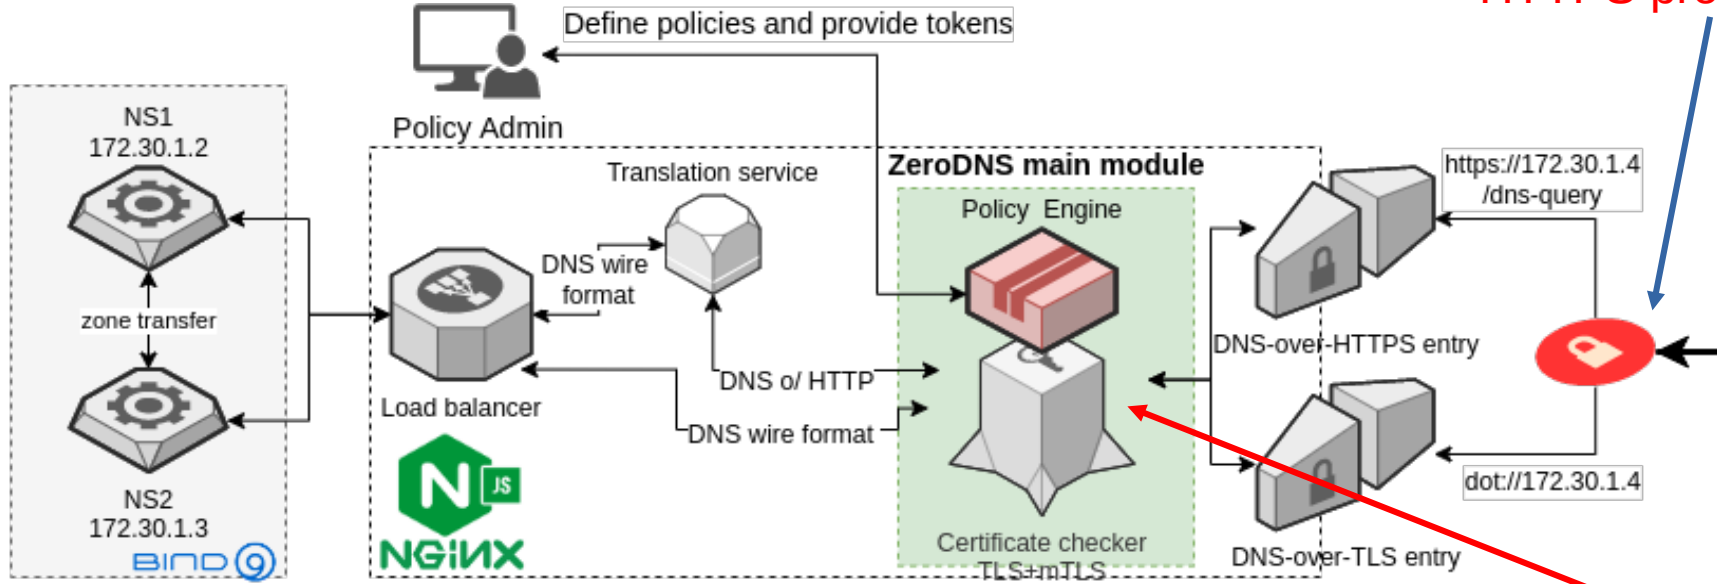 Define policies and provide tokens
Policy Admin
NS1
172.30.1.2
zone transfer
NS2
172.30.1.3
BIND 9
Translation service
DNS wire
format
Load balancer
DNS o/ HTTP
DNS wire format
N JS
NGiNX
ZeroDNS main module
Policy Engine
Certificate checker
TLS+mTLS
https://172.30.1.4
/dns-query
DNS-over-HTTPS entry
dot://172.30.1.4
DNS-over-TLS entry